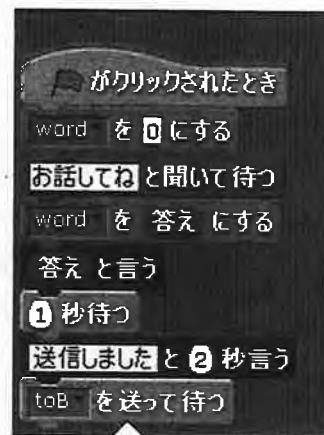 がクリックされたとき
word を 0 にする
お話してね と聞いて待つ
word を 答え にする
答え と言う
1 秒待つ
送信しました と 2 秒言う
toB を送って待つ